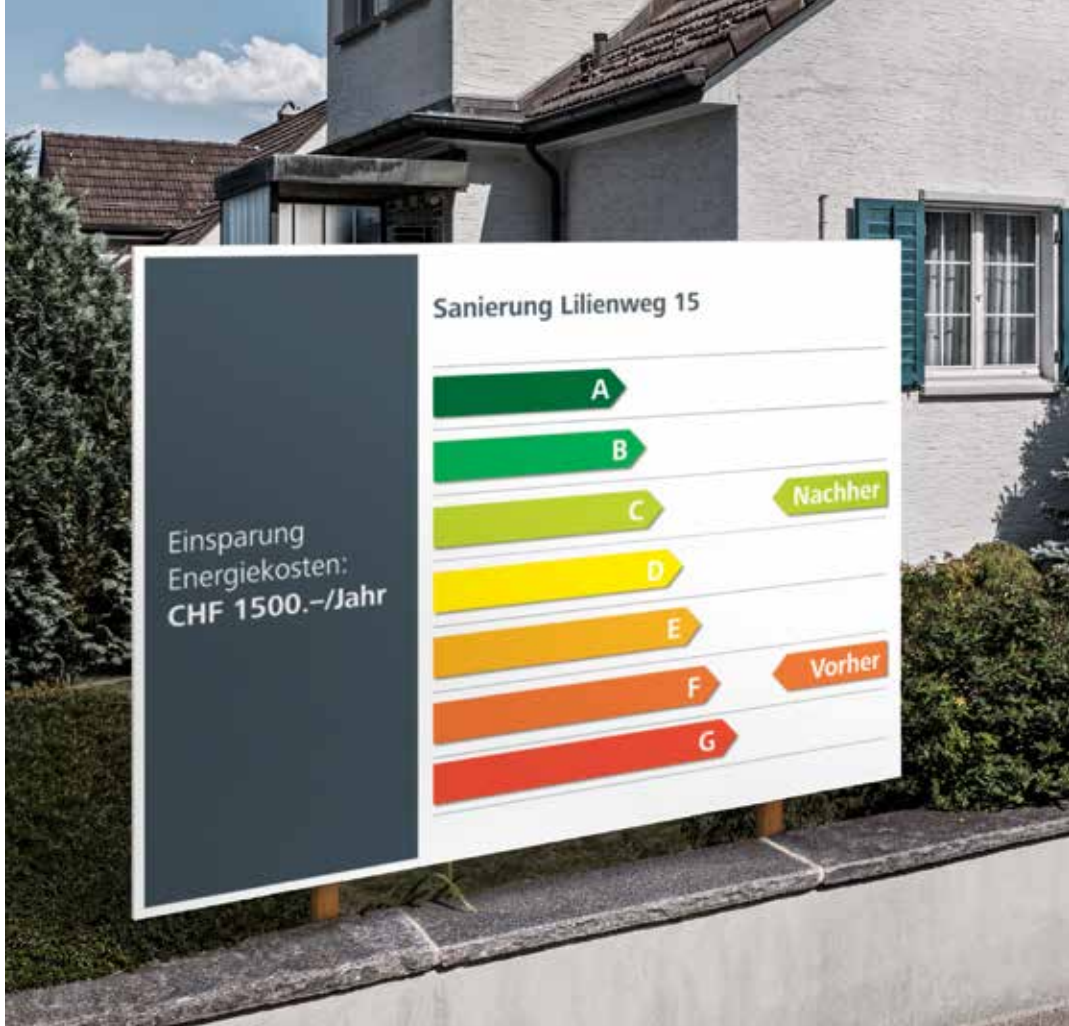 Sanierung Lilienweg 15
Einsparung
Energiekosten:
CHF 1500.–/Jahr
A
B
C
Nachher
D
E
F
Vorher
G